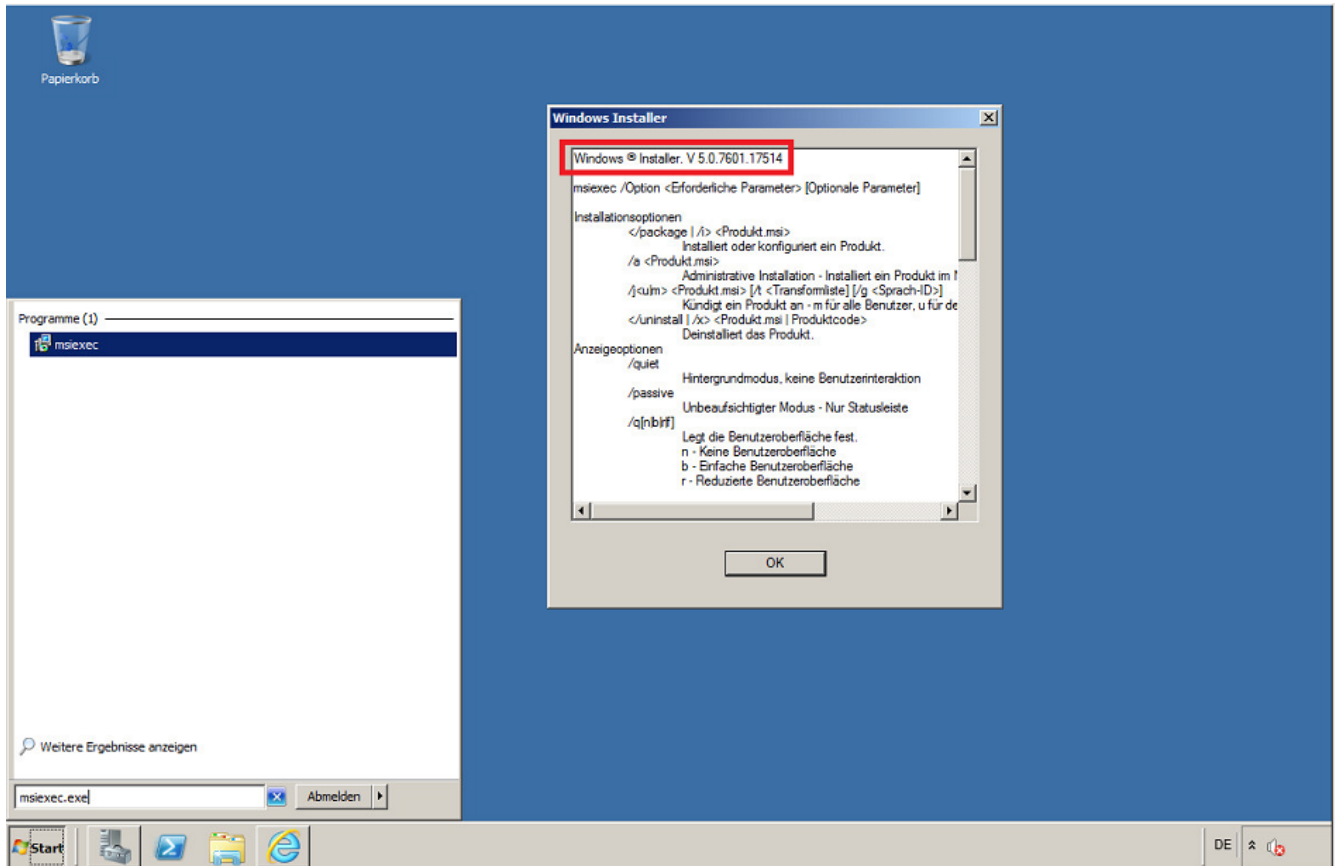 Papierkorb
Windows Installer
Windows ® Installer. V 5.0.7601.17514
msiexec /Option <Erforderliche Parameter> [Optionale Parameter]
Installationsoptionen
</package | /i> <Produkt.msi>
Installiert oder konfiguriert ein Produkt.
/a <Produkt.msi>
Administrative Installation - Installiert ein Produkt im
/j<u|m> <Produkt.msi> [/t <Transformliste] [/g <Sprach-ID>]
Kündigt ein Produkt an - m für alle Benutzer, u für de
</uninstall | /x> <Produkt.msi | Produktcode>
Deinstalliert das Produkt.
Anzeigeoptionen
/quiet
Hintergrundmodus, keine Benutzerinteraktion
/passive
Unbeaufsichtigter Modus - Nur Statusleiste
/q[n|b|r|f]
Legt die Benutzeroberfläche fest.
n - Keine Benutzeroberfläche
b - Einfache Benutzeroberfläche
r - Reduzierte Benutzeroberfläche
OK
Programme (1)
msiexec
Weitere Ergebnisse anzeigen
msiexec.exe
Abmelden
Start
DE